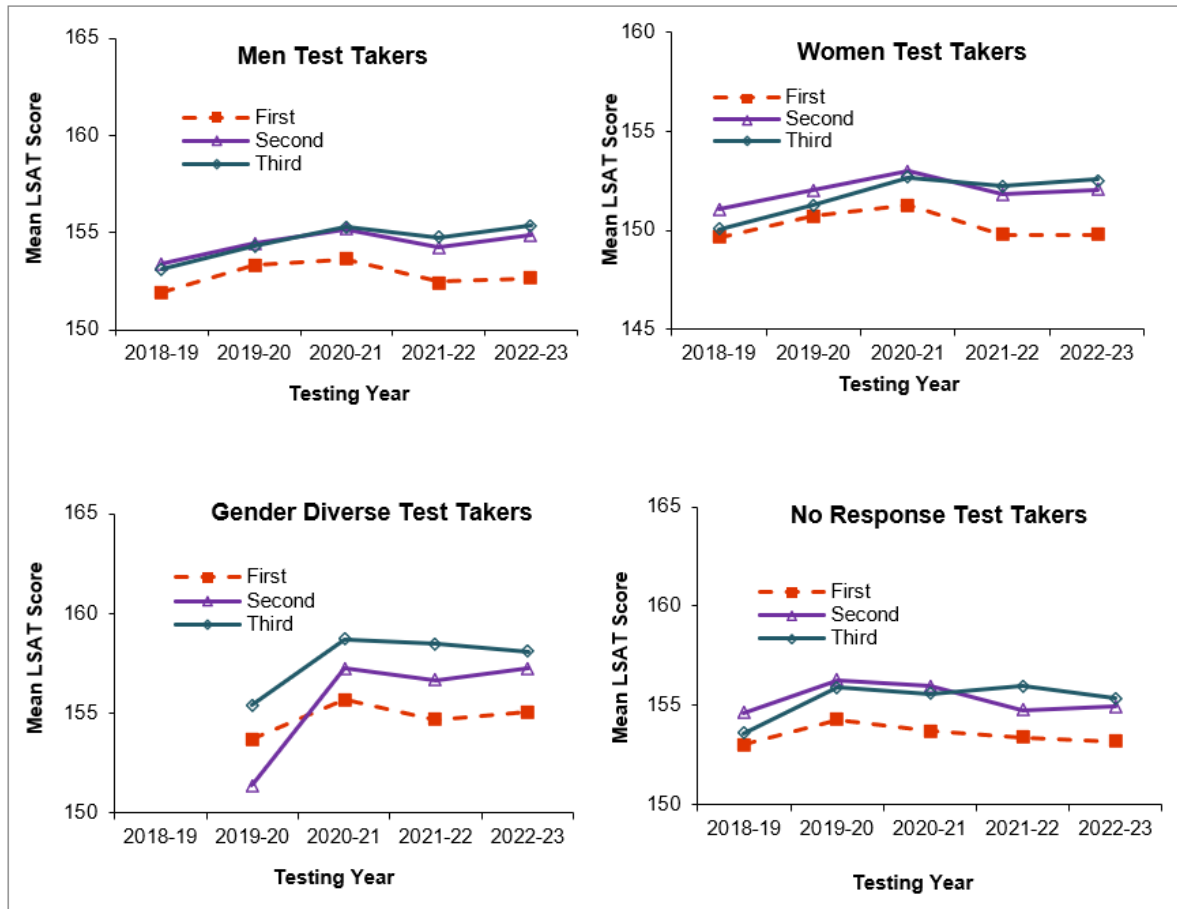 Men Test Takers
Mean LSAT Score
165
160
155
150
First
Second
Third
2018-19 2019-20 2020-21 2021-22 2022-23
Testing Year
Women Test Takers
Mean LSAT Score
160
155
150
145
First
Second
Third
2018-19 2019-20 2020-21 2021-22 2022-23
Testing Year
Gender Diverse Test Takers
Mean LSAT Score
165
160
155
150
First
Second
Third
2018-19 2019-20 2020-21 2021-22 2022-23
Testing Year
No Response Test Takers
Mean LSAT Score
165
160
155
150
First
Second
Third
2018-19 2019-20 2020-21 2021-22 2022-23
Testing Year